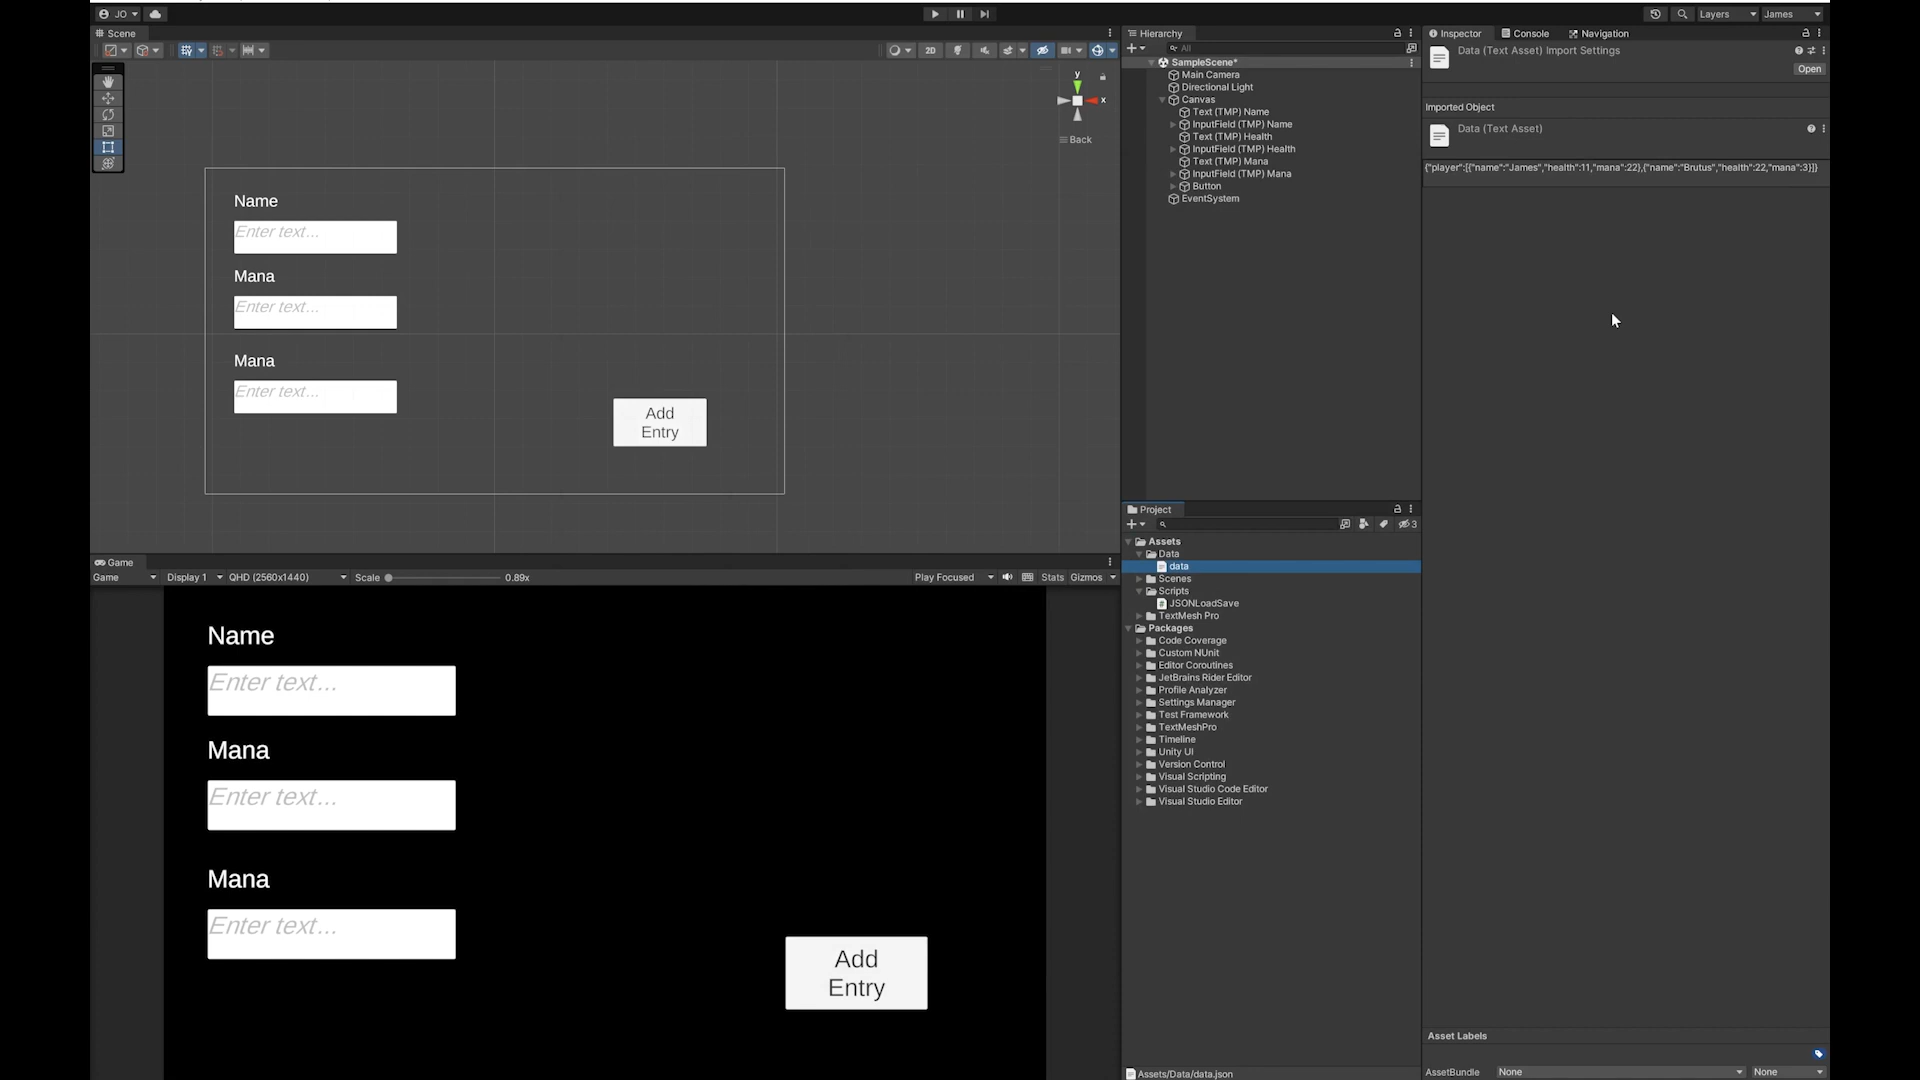 JO
Layers
James
Scene
2D
y
x
Back
Name
Enter text...
Mana
Enter text...
Mana
Enter text...
Add
Entry
Game
Game
Display 1
QHD (2560x1440)
Scale
0.89x
Play Focused
Stats
Gizmos
Name
Enter text...
Mana
Enter text...
Mana
Enter text...
Add
Entry
Hierarchy
All
SampleScene*
Main Camera
Directional Light
Canvas
Text (TMP) Name
InputField (TMP) Name
Text (TMP) Health
InputField (TMP) Health
Text (TMP) Mana
InputField (TMP) Mana
Button
EventSystem
Project
3
Assets
Data
data
Scenes
Scripts
JSONLoadSave
TextMesh Pro
Packages
Code Coverage
Custom NUnit
Editor Coroutines
JetBrains Rider Editor
Profile Analyzer
Settings Manager
Test Framework
TextMeshPro
Timeline
Unity UI
Version Control
Visual Scripting
Visual Studio Code Editor
Visual Studio Editor
Assets/Data/data.json
Inspector
Console
Navigation
Data (Text Asset) Import Settings
Open
Imported Object
Data (Text Asset)
{"player":[{"name":"James","health":11,"mana":22},{"name":"Brutus","health":22,"mana":3}]}
Asset Labels
AssetBundle
None
None